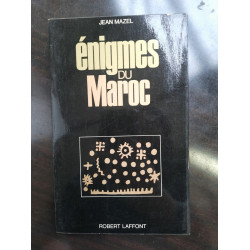 JEAN MAZEL
énigmes
DU
Maroc
ROBERT LAFFONT